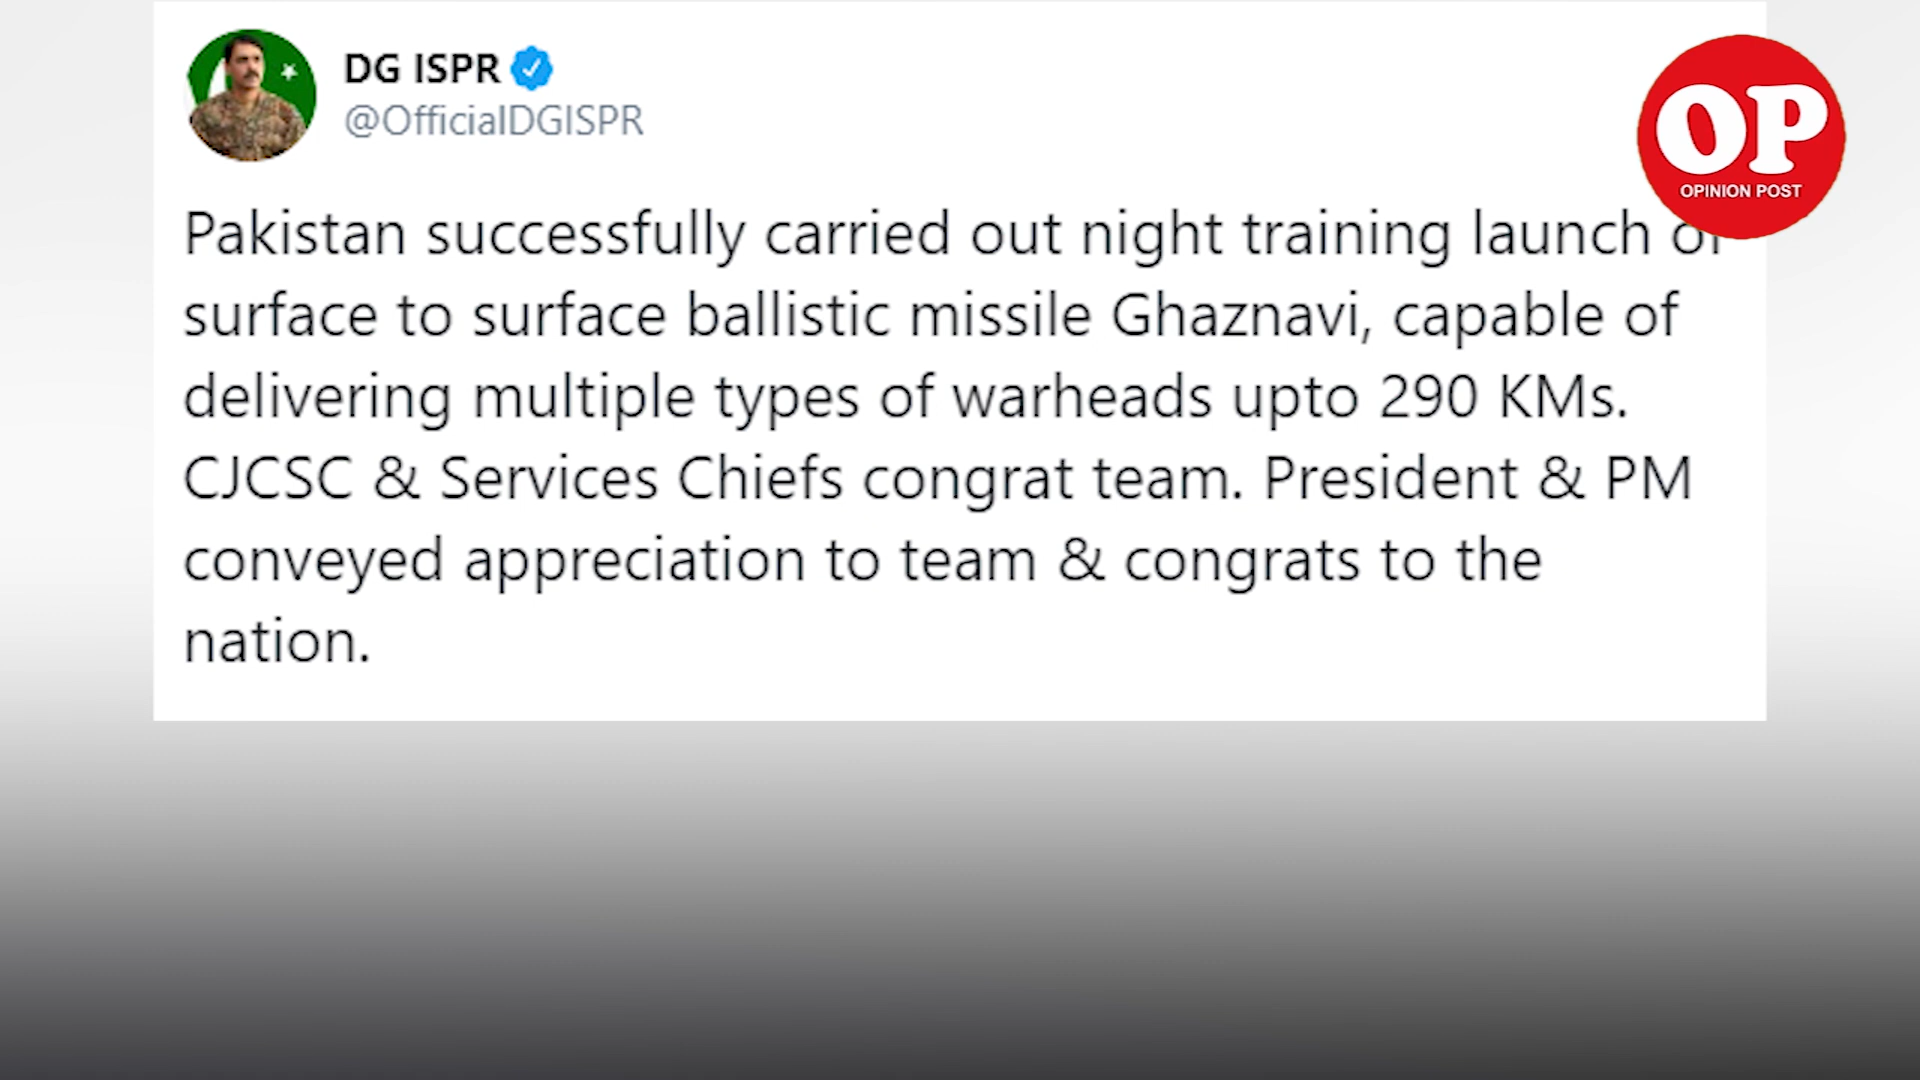 DG ISPR
@OfficialDGISPR
OP
OPINION POST
Pakistan successfully carried out night training launch of
surface to surface ballistic missile Ghaznavi, capable of
delivering multiple types of warheads upto 290 KMs.
CJCSC & Services Chiefs congrat team. President & PM
conveyed appreciation to team & congrats to the
nation.